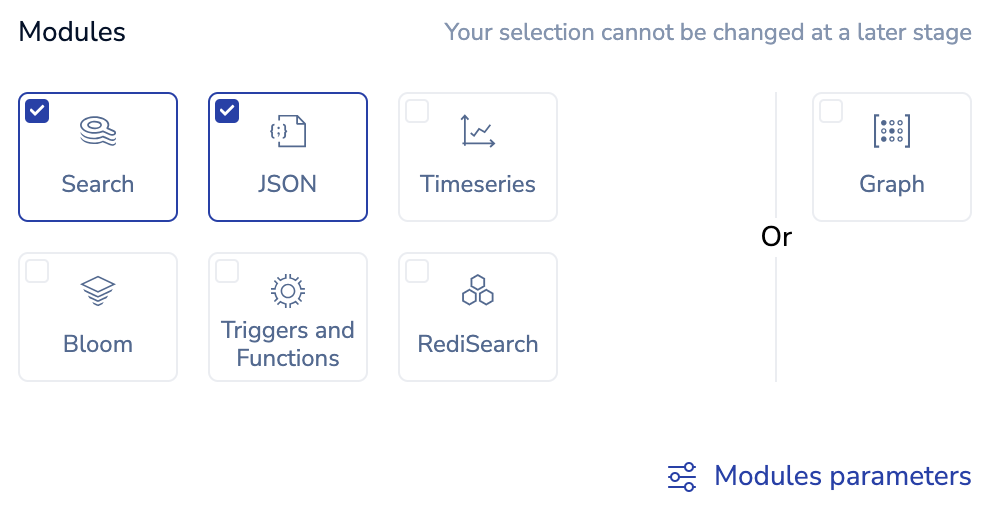 Modules
Your selection cannot be changed at a later stage
Search
JSON
Timeseries
Graph
Or
Bloom
Triggers and
Functions
RediSearch
Modules parameters